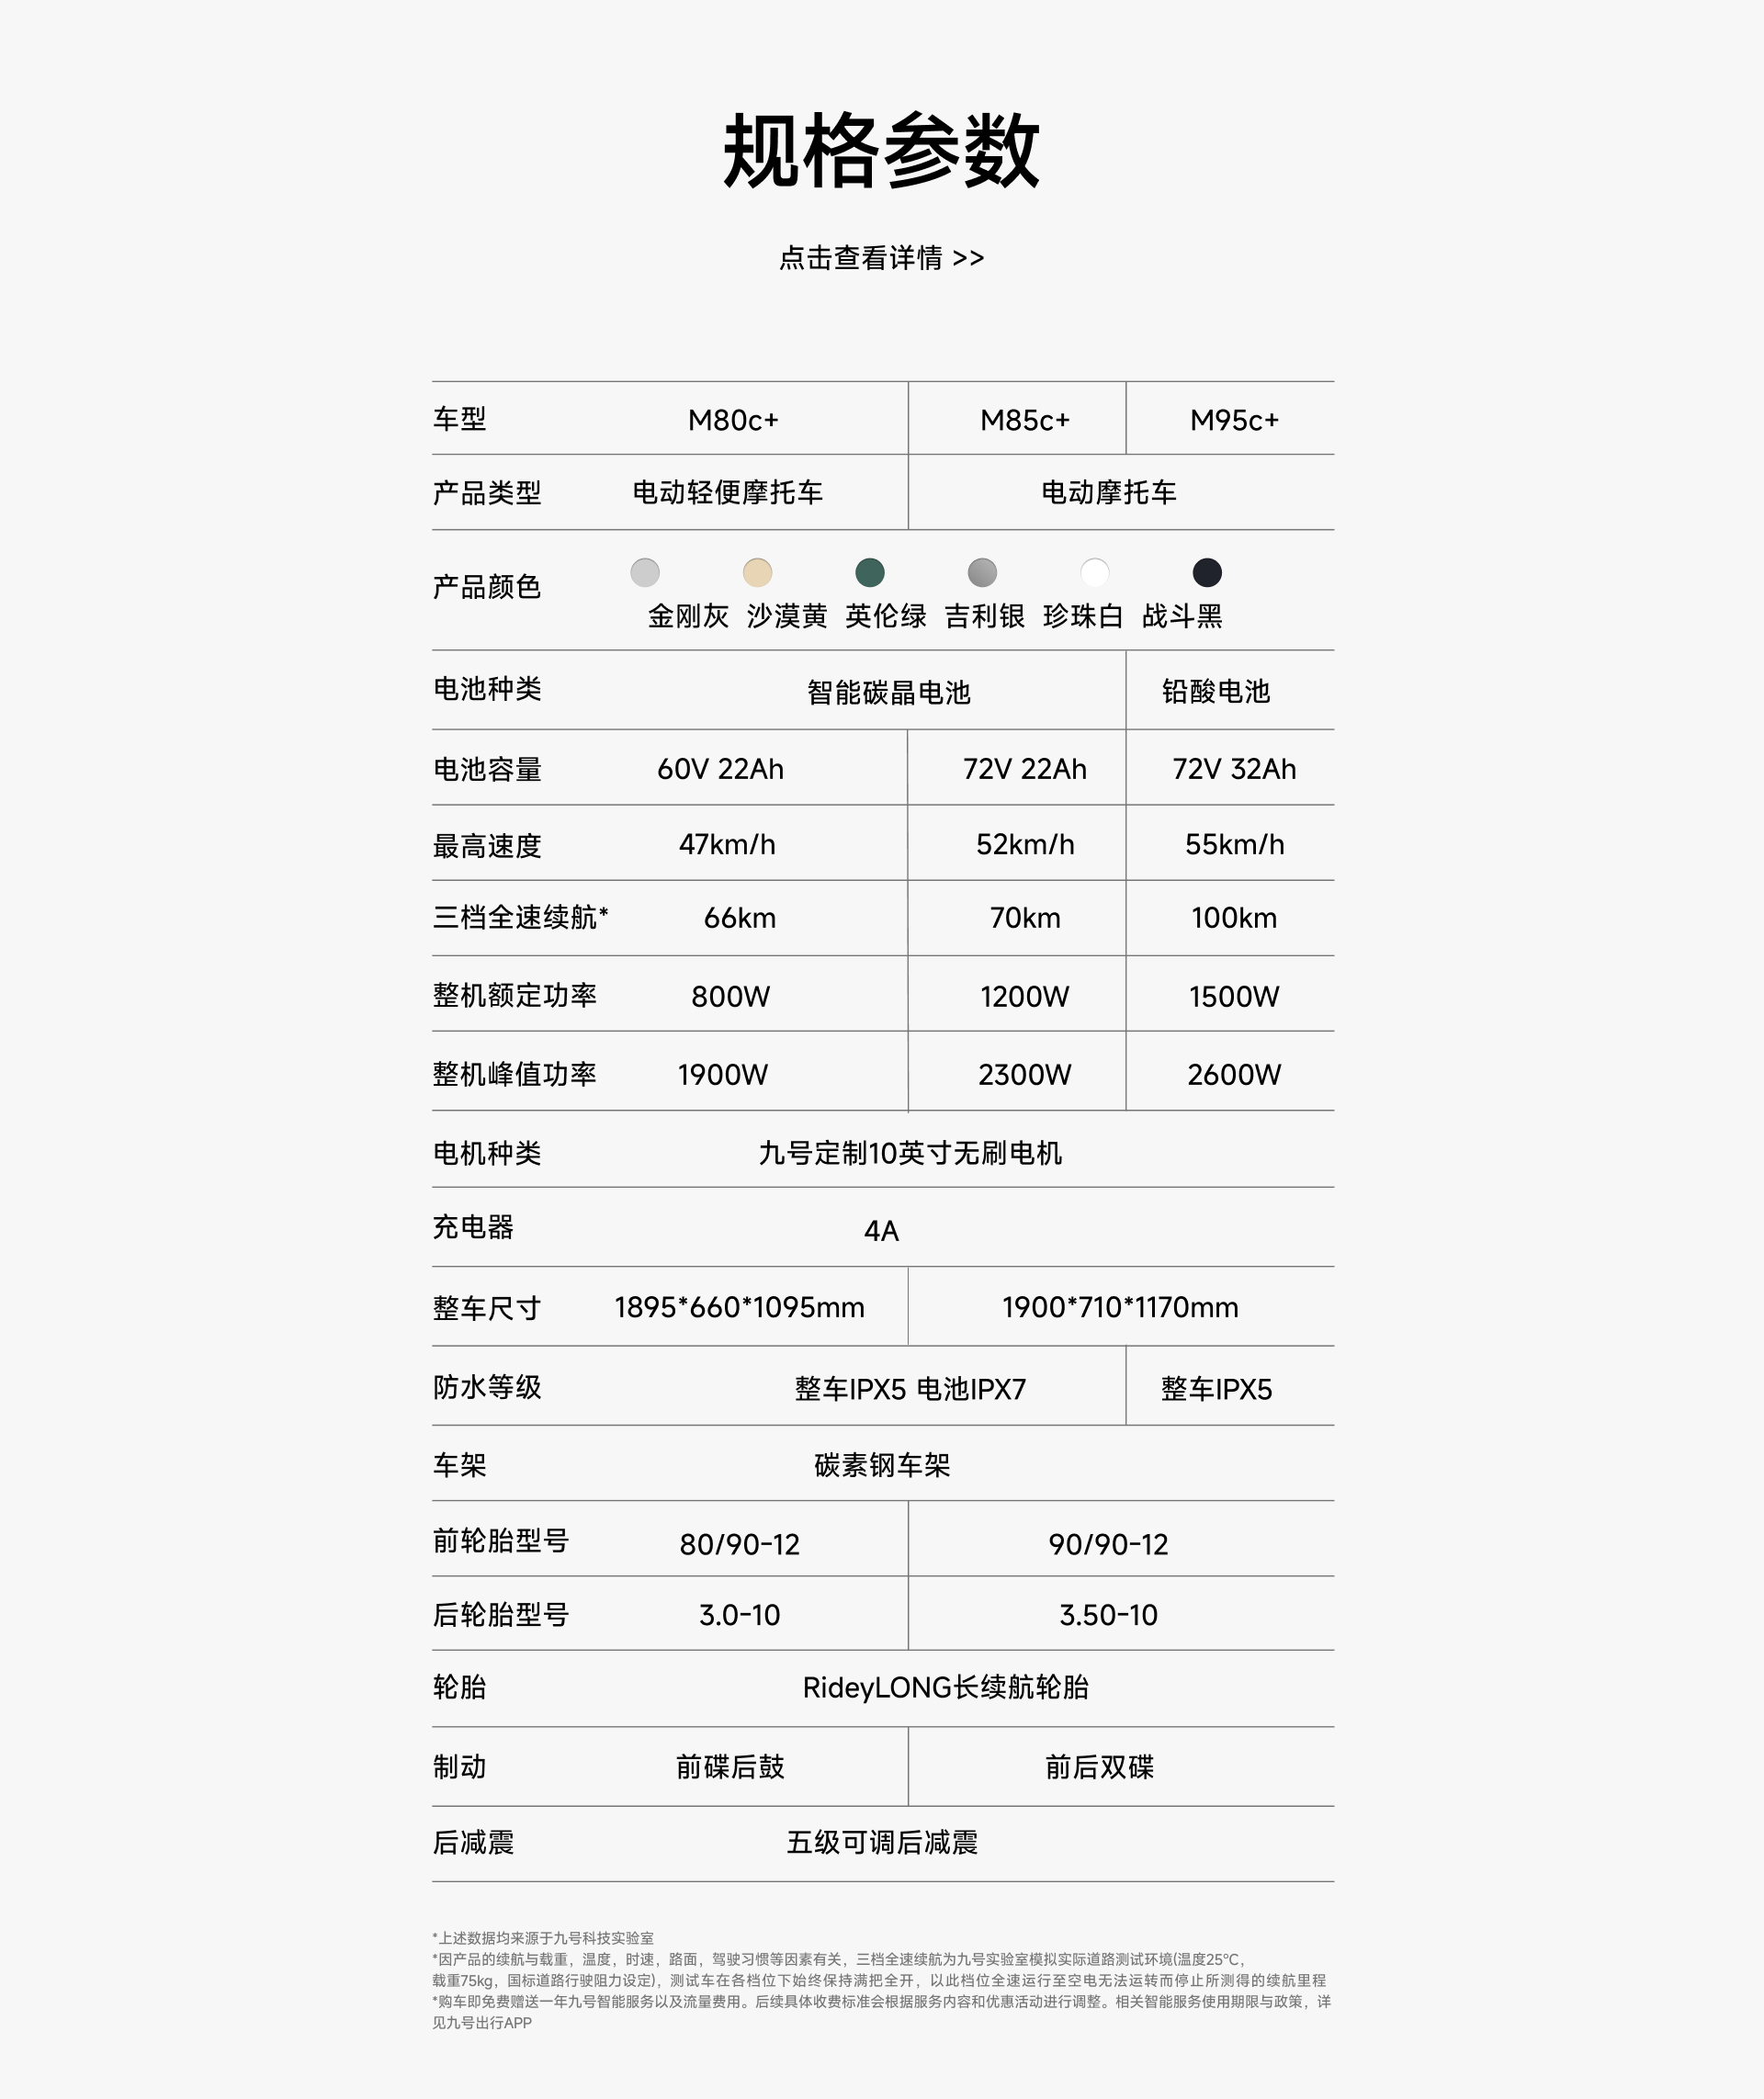 规格参数
点击查看详情 >>
车型 M80c+ M85c+ M95c+
产品类型 电动轻便摩托车 电动摩托车
产品颜色
金刚灰 沙漠黄 英伦绿 吉利银 珍珠白 战斗黑
电池种类 智能碳晶电池 铅酸电池
电池容量 60V 22Ah 72V 22Ah 72V 32Ah
最高速度 47km/h 52km/h 55km/h
三档全速续航* 66km 70km 100km
整机额定功率 800W 1200W 1500W
整机峰值功率 1900W 2300W 2600W
电机种类 九号定制10英寸无刷电机
充电器 4A
整车尺寸 1895*660*1095mm 1900*710*1170mm
防水等级 整车IPX5 电池IPX7 整车IPX5
车架 碳素钢车架
前轮胎型号 80/90-12 90/90-12
后轮胎型号 3.0-10 3.50-10
轮胎 RideyLONG长续航轮胎
制动 前碟后鼓 前后双碟
后减震 五级可调后减震
*上述数据均来源于九号科技实验室
*因产品的续航与载重，温度，时速，路面，驾驶习惯等因素有关，三档全速续航为九号实验室模拟实际道路测试环境(温度25℃，
载重75kg，国标道路行驶阻力设定)，测试车在各档位下始终保持满把全开，以此档位全速运行至空电无法运转而停止所测得的续航里程
*购车即免费赠送一年九号智能服务以及流量费用。后续具体收费标准会根据服务内容和优惠活动进行调整。相关智能服务使用期限与政策，详
见九号出行APP